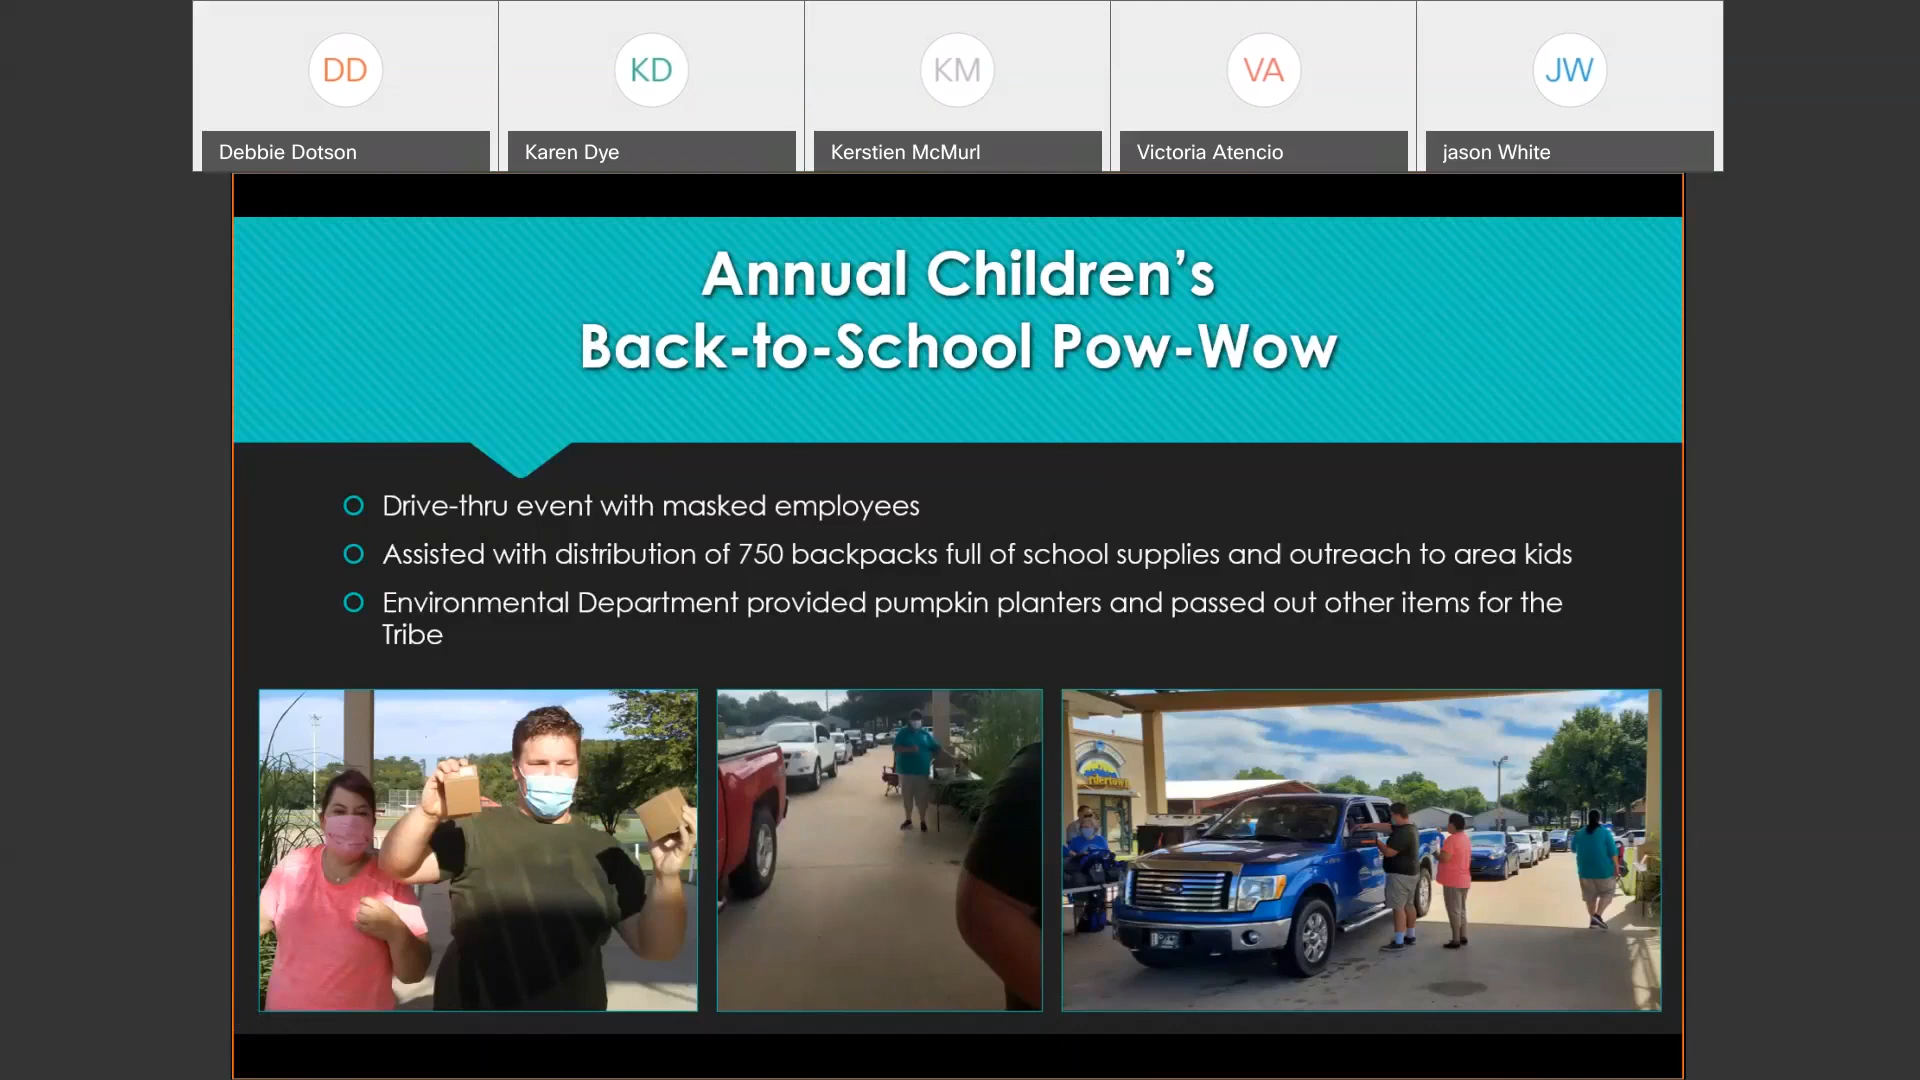 DD
KD
KM
VA
JW
Debbie Dotson
Karen Dye
Kerstien McMurl
Victoria Atencio
jason White
Annual Children’s
Back-to-School Pow-Wow
Drive-thru event with masked employees
Assisted with distribution of 750 backpacks full of school supplies and outreach to area kids
Environmental Department provided pumpkin planters and passed out other items for the
Tribe